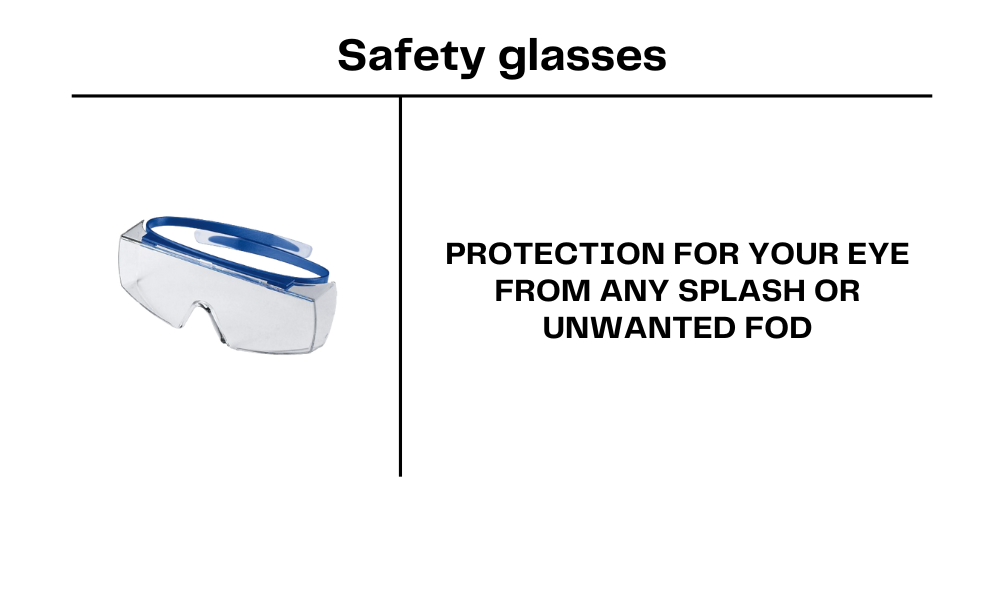 Safety glasses
PROTECTION FOR YOUR EYE
FROM ANY SPLASH OR
UNWANTED FOD